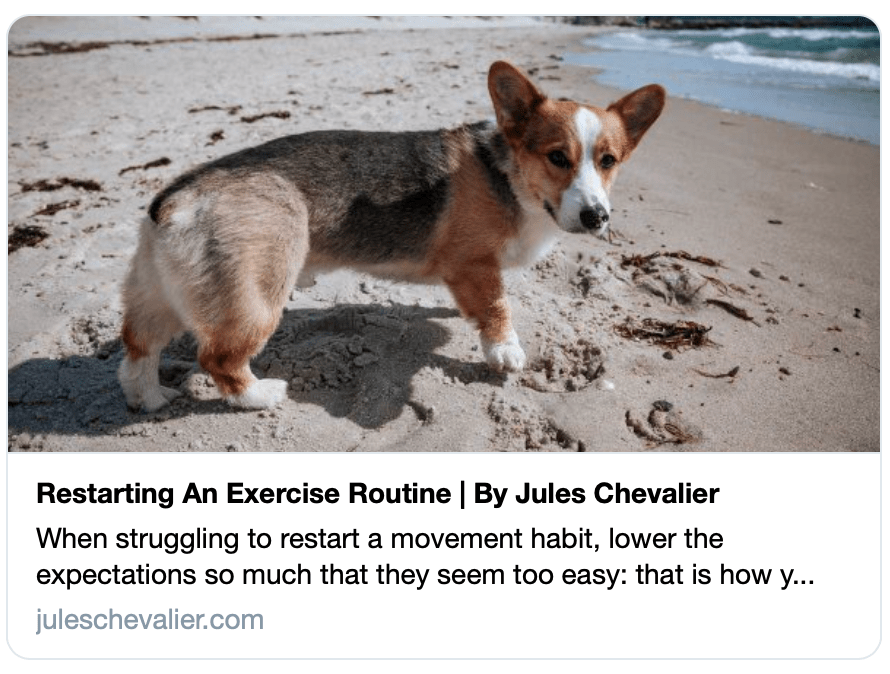 Restarting An Exercise Routine | By Jules Chevalier
When struggling to restart a movement habit, lower the
expectations so much that they seem too easy: that is how y...
juleschevalier.com